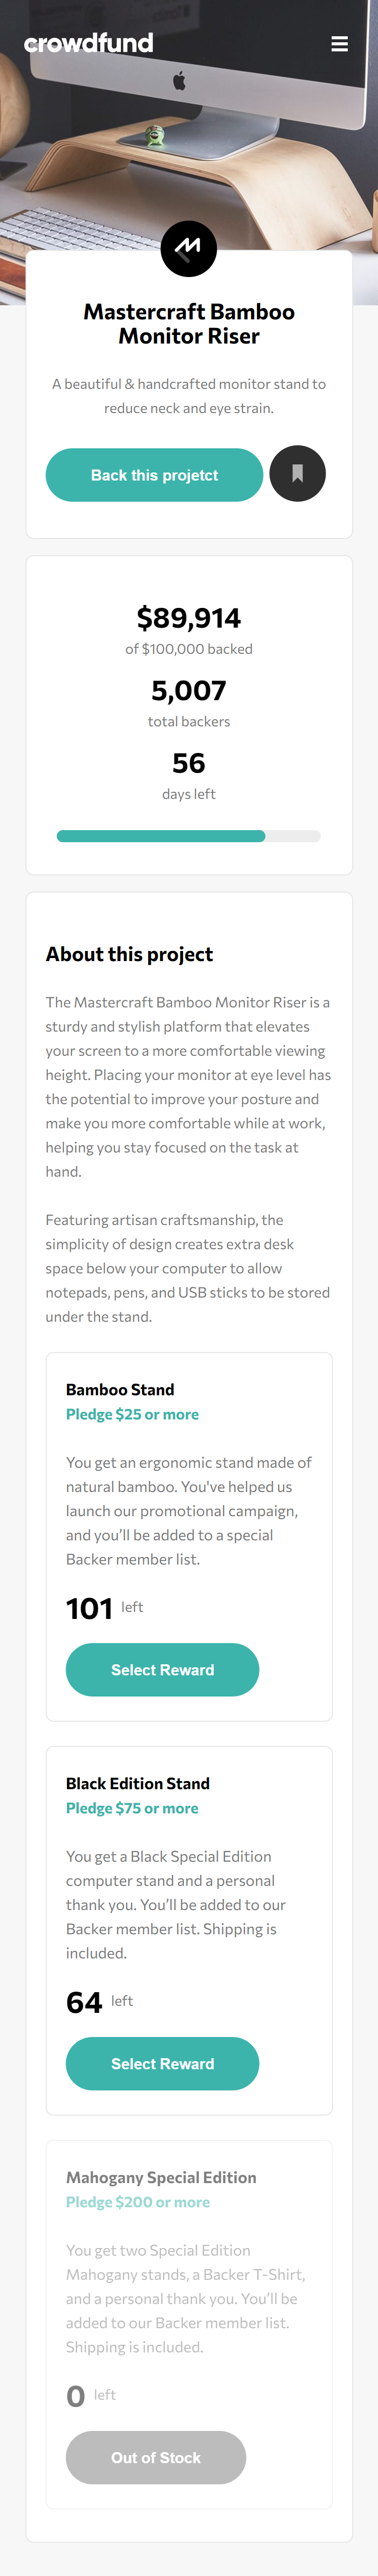 crowdfund
Mastercraft Bamboo
Monitor Riser
A beautiful & handcrafted monitor stand to
reduce neck and eye strain.
Back this projetct
$89,914
of $100,000 backed
5,007
total backers
56
days left
About this project
The Mastercraft Bamboo Monitor Riser is a
sturdy and stylish platform that elevates
your screen to a more comfortable viewing
height. Placing your monitor at eye level has
the potential to improve your posture and
make you more comfortable while at work,
helping you stay focused on the task at
hand.
Featuring artisan craftsmanship, the
simplicity of design creates extra desk
space below your computer to allow
notepads, pens, and USB sticks to be stored
under the stand.
Bamboo Stand
Pledge $25 or more
You get an ergonomic stand made of
natural bamboo. You've helped us
launch our promotional campaign,
and you’ll be added to a special
Backer member list.
101 left
Select Reward
Black Edition Stand
Pledge $75 or more
You get a Black Special Edition
computer stand and a personal
thank you. You’ll be added to our
Backer member list. Shipping is
included.
64 left
Select Reward
Mahogany Special Edition
Pledge $200 or more
You get two Special Edition
Mahogany stands, a Backer T-Shirt,
and a personal thank you. You’ll be
added to our Backer member list.
Shipping is included.
0 left
Out of Stock